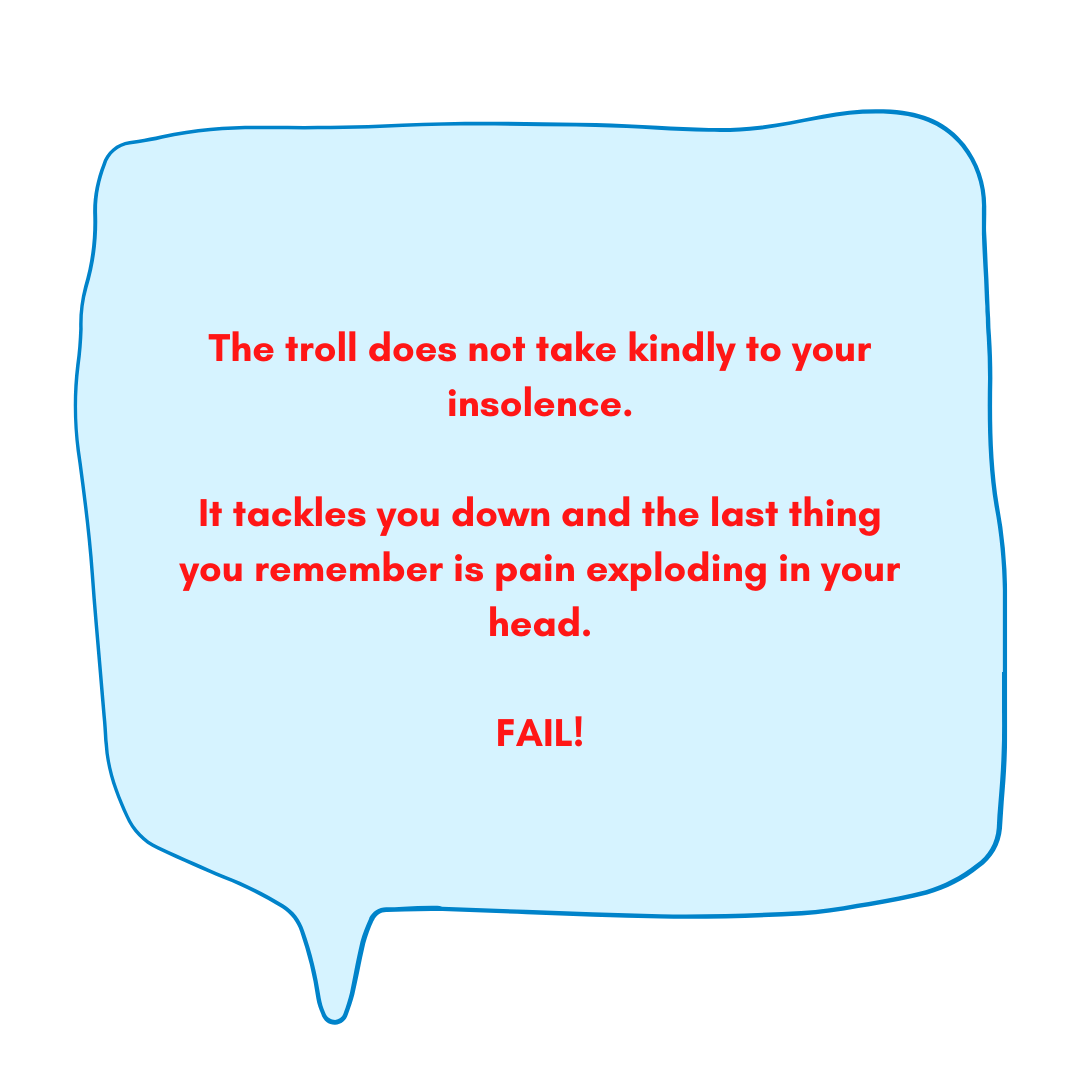 The troll does not take kindly to your
insolence.
It tackles you down and the last thing
you remember is pain exploding in your
head.
FAIL!